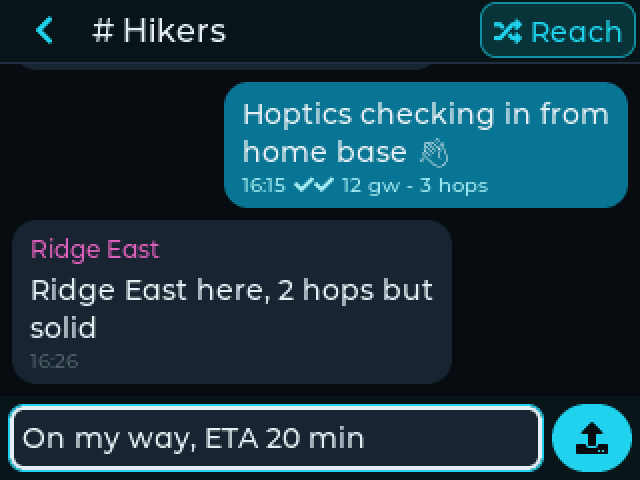 # Hikers
Reach
Hoptics checking in from
home base 👋
16:15 ✓✓ 12 gw - 3 hops
Ridge East
Ridge East here, 2 hops but
solid
16:26
On my way, ETA 20 min